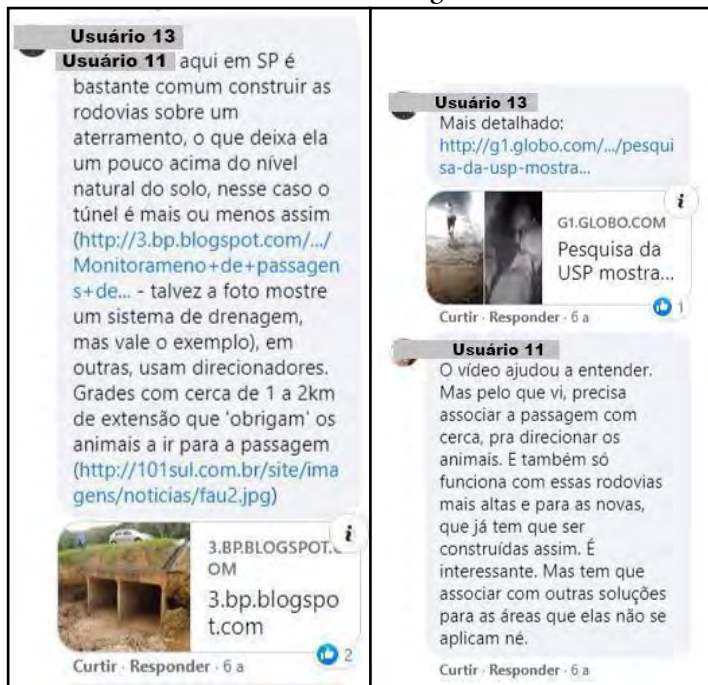 Usuário 13
Usuário 11 aqui em SP é
bastante comum construir as
rodovias sobre um
aterramento, o que deixa ela
um pouco acima do nível
natural do solo, nesse caso o
túnel é mais ou menos assim
(http://3.bp.blogspot.com/.../
Monitorameno+de+passagen
s+de... - talvez a foto mostre
um sistema de drenagem,
mas vale o exemplo), em
outras, usam direcionadores.
Grades com cerca de 1 a 2km
de extensão que 'obrigam' os
animais a ir para a passagem
(http://101sul.com.br/site/ima
gens/noticias/fau2.jpg)
i
3.BP.BLOGSPOT.C
OM
3.bp.blogspo
t.com
2
Curtir · Responder · 6 a
Usuário 13
Mais detalhado:
http://g1.globo.com/.../pesqui
sa-da-usp-mostra...
i
G1.GLOBO.COM
Pesquisa da
USP mostra...
1
Curtir · Responder · 6 a
Usuário 11
O vídeo ajudou a entender.
Mas pelo que vi, precisa
associar a passagem com
cerca, pra direcionar os
animais. E também só
funciona com essas rodovias
mais altas e para as novas,
que já tem que ser
construídas assim. É
interessante. Mas tem que
associar com outras soluções
para as áreas que elas não se
aplicam né.
Curtir · Responder · 6 a